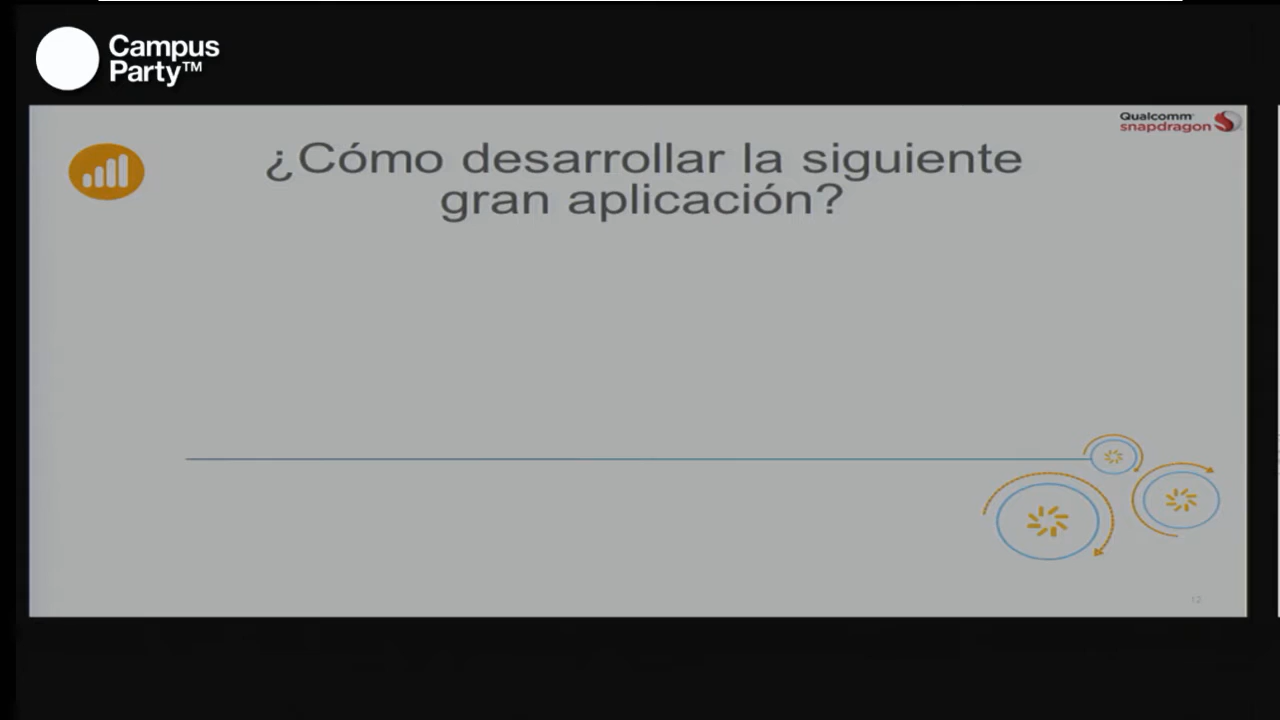 Campus
Party™
Qualcomm
snapdragon
¿Cómo desarrollar la siguiente
gran aplicación?
12